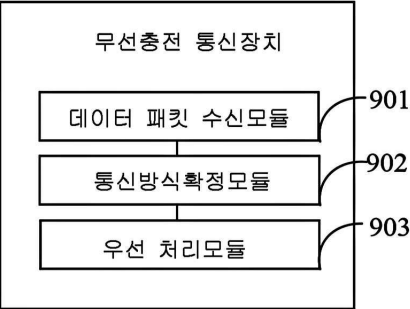 무선충전 통신장치
데이터 패킷 수신모듈 901
통신방식확정모듈 902
우선 처리모듈 903